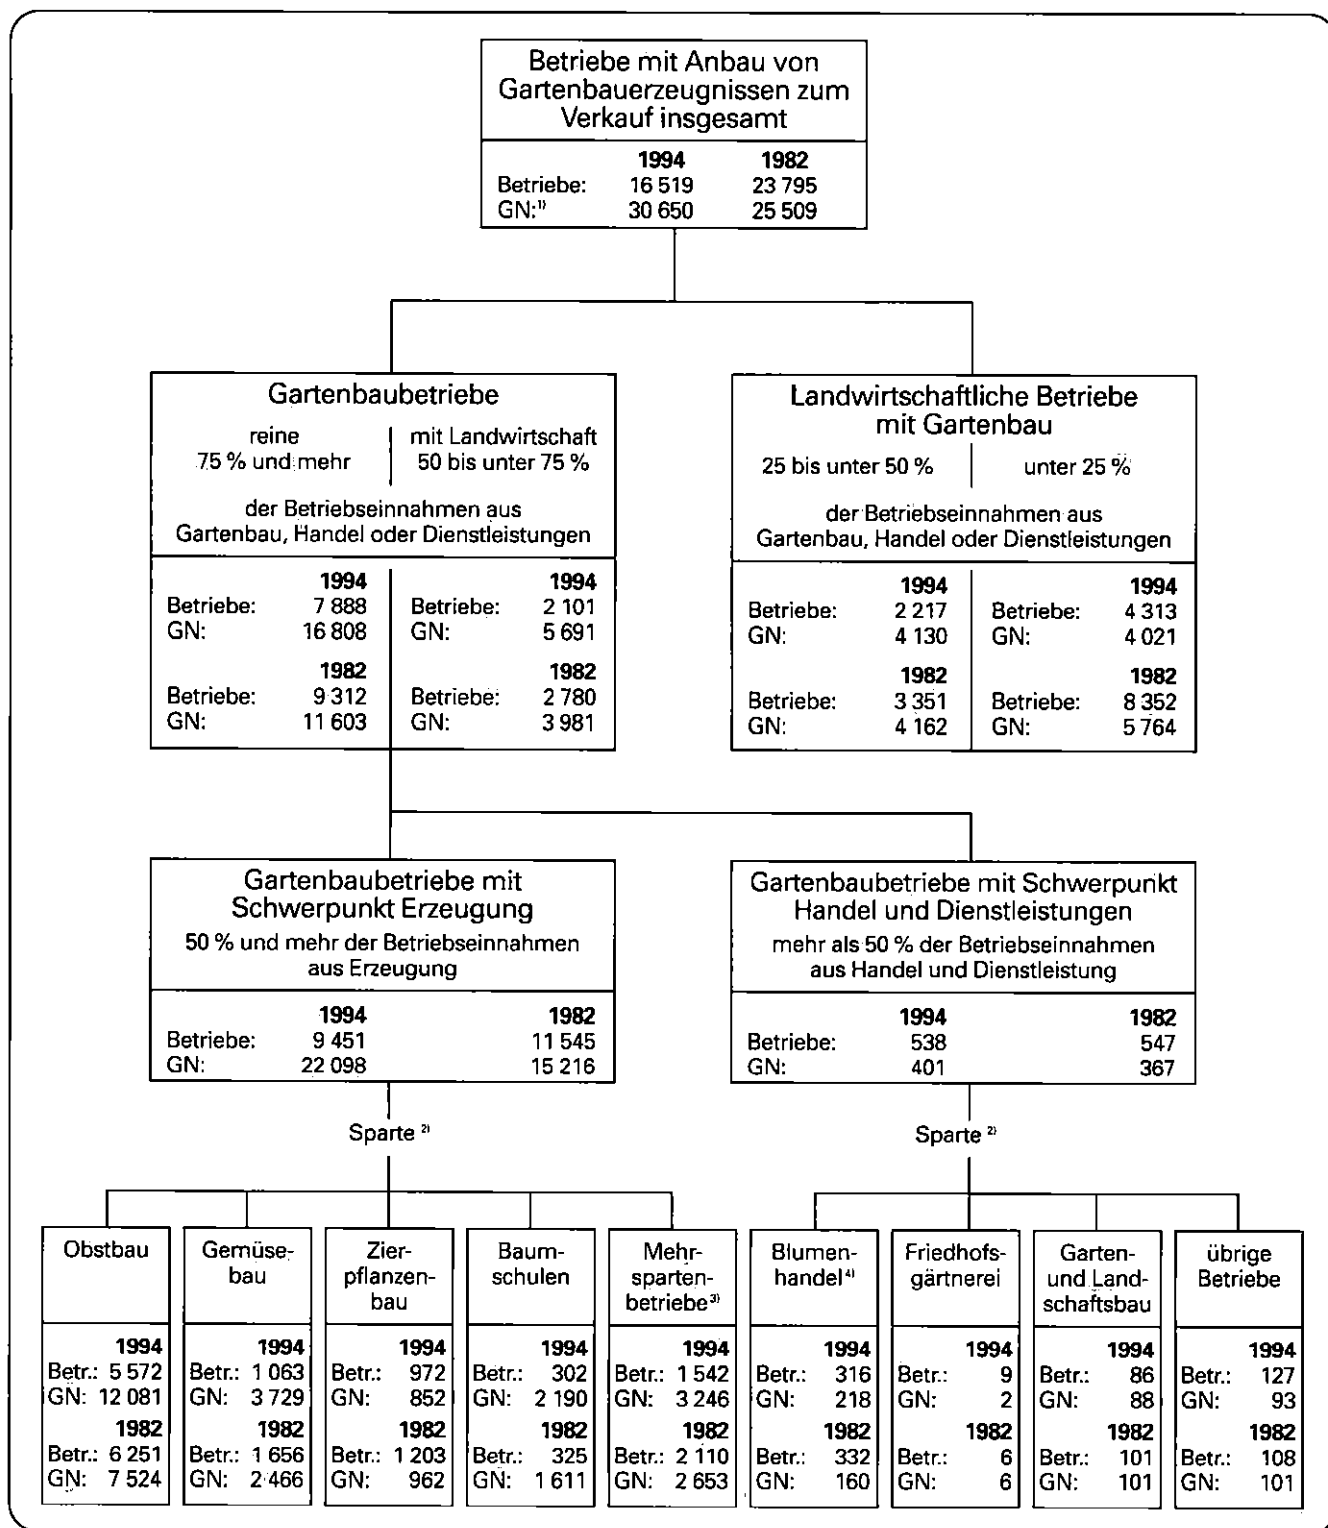 Betriebe mit Anbau von
Gartenbauerzeugnissen zum
Verkauf insgesamt
1994 1982
Betriebe: 16 519 23 795
GN:¹⁾ 30 650 25 509
Gartenbaubetriebe
reine mit Landwirtschaft
75 % und mehr 50 bis unter 75 %
der Betriebseinnahmen aus
Gartenbau, Handel oder Dienstleistungen
1994 1994
Betriebe: 7 888 Betriebe: 2 101
GN: 16 808 GN: 5 691
1982 1982
Betriebe: 9 312 Betriebe: 2 780
GN: 11 603 GN: 3 981
Landwirtschaftliche Betriebe
mit Gartenbau
25 bis unter 50 % unter 25 %
der Betriebseinnahmen aus
Gartenbau, Handel oder Dienstleistungen
1994 1994
Betriebe: 2 217 Betriebe: 4 313
GN: 4 130 GN: 4 021
1982 1982
Betriebe: 3 351 Betriebe: 8 352
GN: 4 162 GN: 5 764
Gartenbaubetriebe mit
Schwerpunkt Erzeugung
50 % und mehr der Betriebseinnahmen
aus Erzeugung
1994 1982
Betriebe: 9 451 11 545
GN: 22 098 15 216
Gartenbaubetriebe mit Schwerpunkt
Handel und Dienstleistungen
mehr als 50 % der Betriebseinnahmen
aus Handel und Dienstleistung
1994 1982
Betriebe: 538 547
GN: 401 367
Sparte ²⁾
Sparte ²⁾
Obstbau
1994
Betr.: 5 572
GN: 12 081
1982
Betr.: 6 251
GN: 7 524
Gemüse-
bau
1994
Betr.: 1 063
GN: 3 729
1982
Betr.: 1 656
GN: 2 466
Zier-
pflanzen-
bau
1994
Betr.: 972
GN: 852
1982
Betr.: 1 203
GN: 962
Baum-
schulen
1994
Betr.: 302
GN: 2 190
1982
Betr.: 325
GN: 1 611
Mehr-
sparten-
betriebe³⁾
1994
Betr.: 1 542
GN: 3 246
1982
Betr.: 2 110
GN: 2 653
Blumen-
handel⁴⁾
1994
Betr.: 316
GN: 218
1982
Betr.: 332
GN: 160
Friedhofs-
gärtnerei
1994
Betr.: 9
GN: 2
1982
Betr.: 6
GN: 6
Garten-
und Land-
schaftsbau
1994
Betr.: 86
GN: 88
1982
Betr.: 101
GN: 101
übrige
Betriebe
1994
Betr.: 127
GN: 93
1982
Betr.: 108
GN: 101